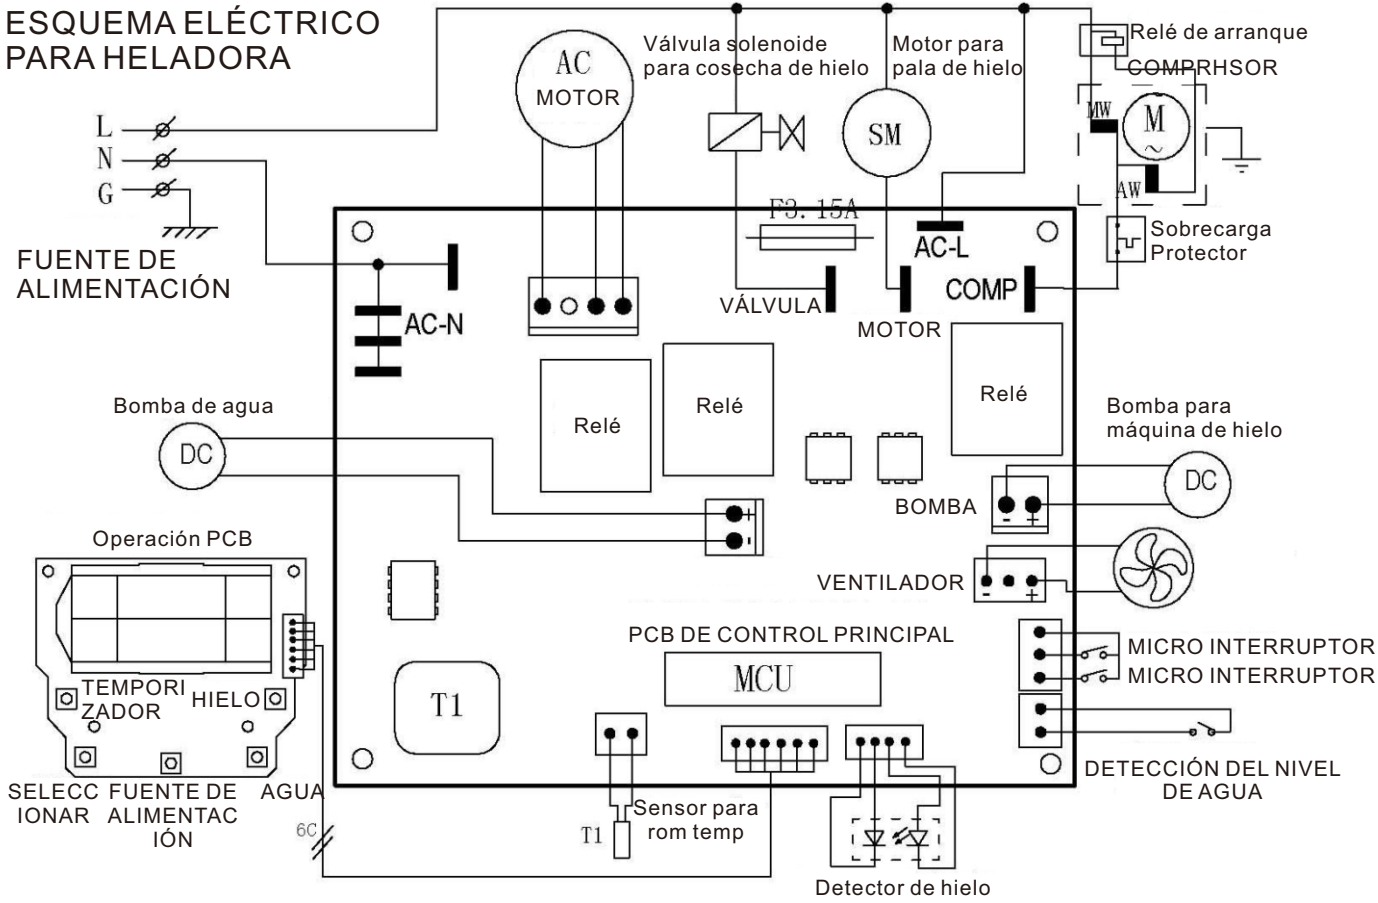 ESQUEMA ELÉCTRICO
PARA HELADORA
L
N
G
FUENTE DE
ALIMENTACIÓN
AC
MOTOR
Válvula solenoide
para cosecha de hielo
Motor para
pala de hielo
SM
Relé de arranque
COMPRHSOR
MW
M
~
AW
Sobrecarga
Protector
F3. 15A
AC-L
COMP
VÁLVULA
MOTOR
AC-N
Relé
Relé
Relé
Bomba de agua
DC
+
-
Bomba para
máquina de hielo
DC
BOMBA
- +
VENTILADOR
- +
Operación PCB
TEMPORI
ZADOR
HIELO
SELECC
IONAR
FUENTE DE
ALIMENTAC
IÓN
AGUA
6C
T1
PCB DE CONTROL PRINCIPAL
MCU
MICRO INTERRUPTOR
MICRO INTERRUPTOR
DETECCIÓN DEL NIVEL
DE AGUA
T1
Sensor para
rom temp
Detector de hielo